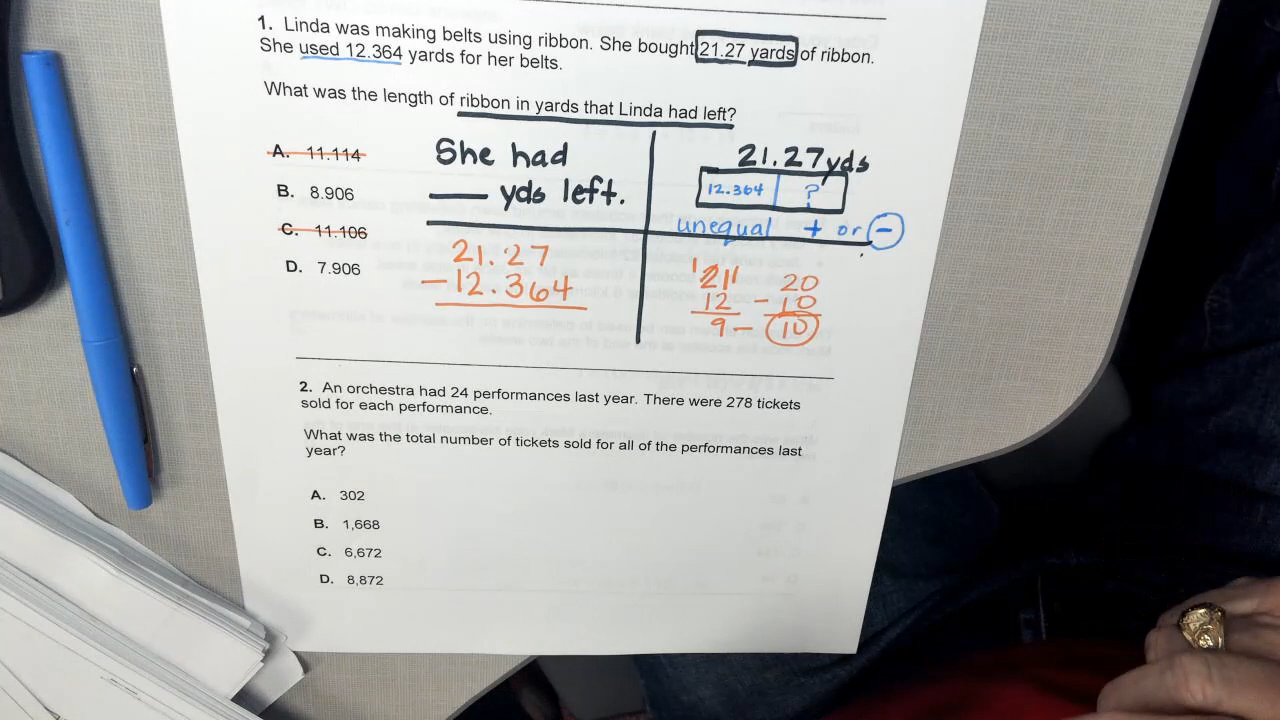 1. Linda was making belts using ribbon. She bought 21.27 yards of ribbon.
She used 12.364 yards for her belts.
What was the length of ribbon in yards that Linda had left?
A. 11.114
B. 8.906
C. 11.106
D. 7.906
She had
___ yds left.
21.27yds
12.364 ?
unequal + or -
21.27
-12.364
21
12
9 -
20
- 10
10
2. An orchestra had 24 performances last year. There were 278 tickets
sold for each performance.
What was the total number of tickets sold for all of the performances last
year?
A. 302
B. 1,668
C. 6,672
D. 8,872